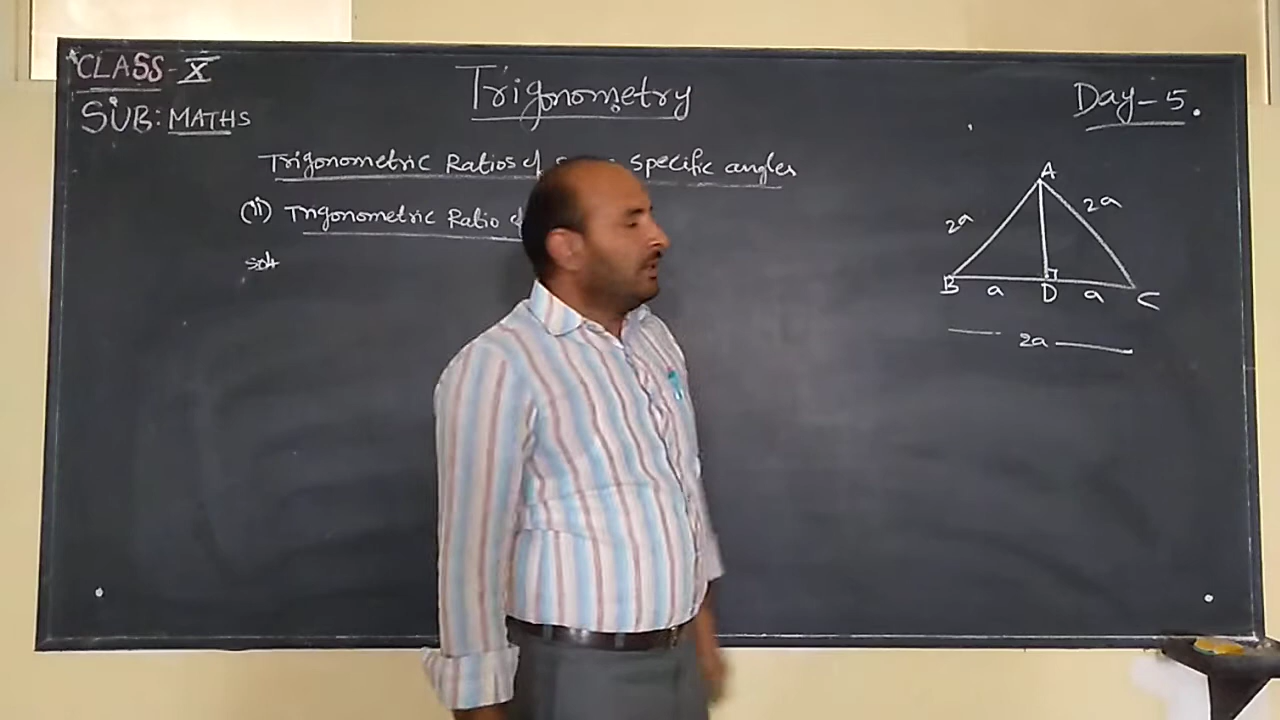 CLASS - X
SUB: MATHS
Trigonometry
Day - 5.
Trigonometric Ratios of specific angles
(ii) Trigonometric Ratio
A
2a 2a
B a D a C
2a